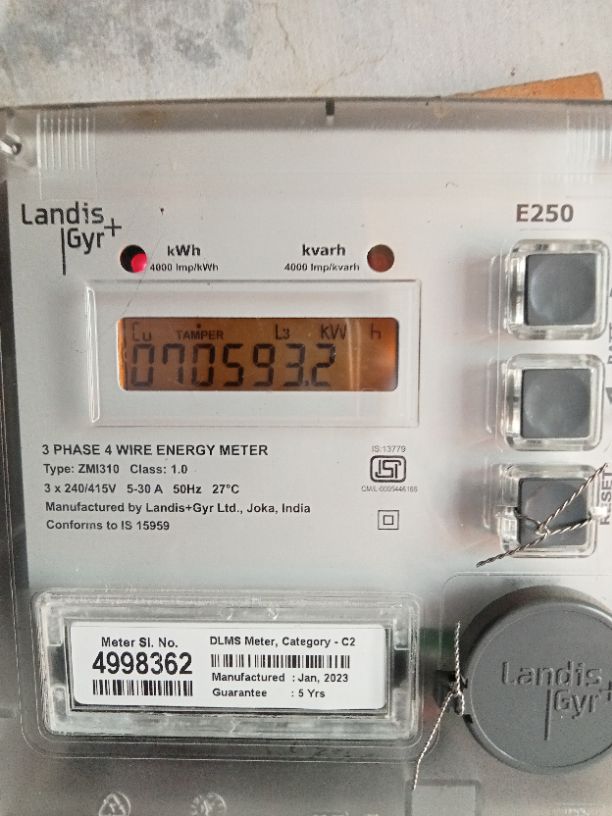 Landis
Gyr+
E250
kWh
4000 Imp/kWh
kvarh
4000 Imp/kvarh
Cu TAMPER L3 KW h
070593.2
3 PHASE 4 WIRE ENERGY METER
Type: ZMI310 Class: 1.0
3 x 240/415V 5-30 A 50Hz 27°C
Manufactured by Landis+Gyr Ltd., Joka, India
Conforms to IS 15959
IS:13779
ISI
RESET
Meter Sl. No.
4998362
DLMS Meter, Category - C2
Manufactured : Jan, 2023
Guarantee : 5 Yrs
Landis
Gyr+